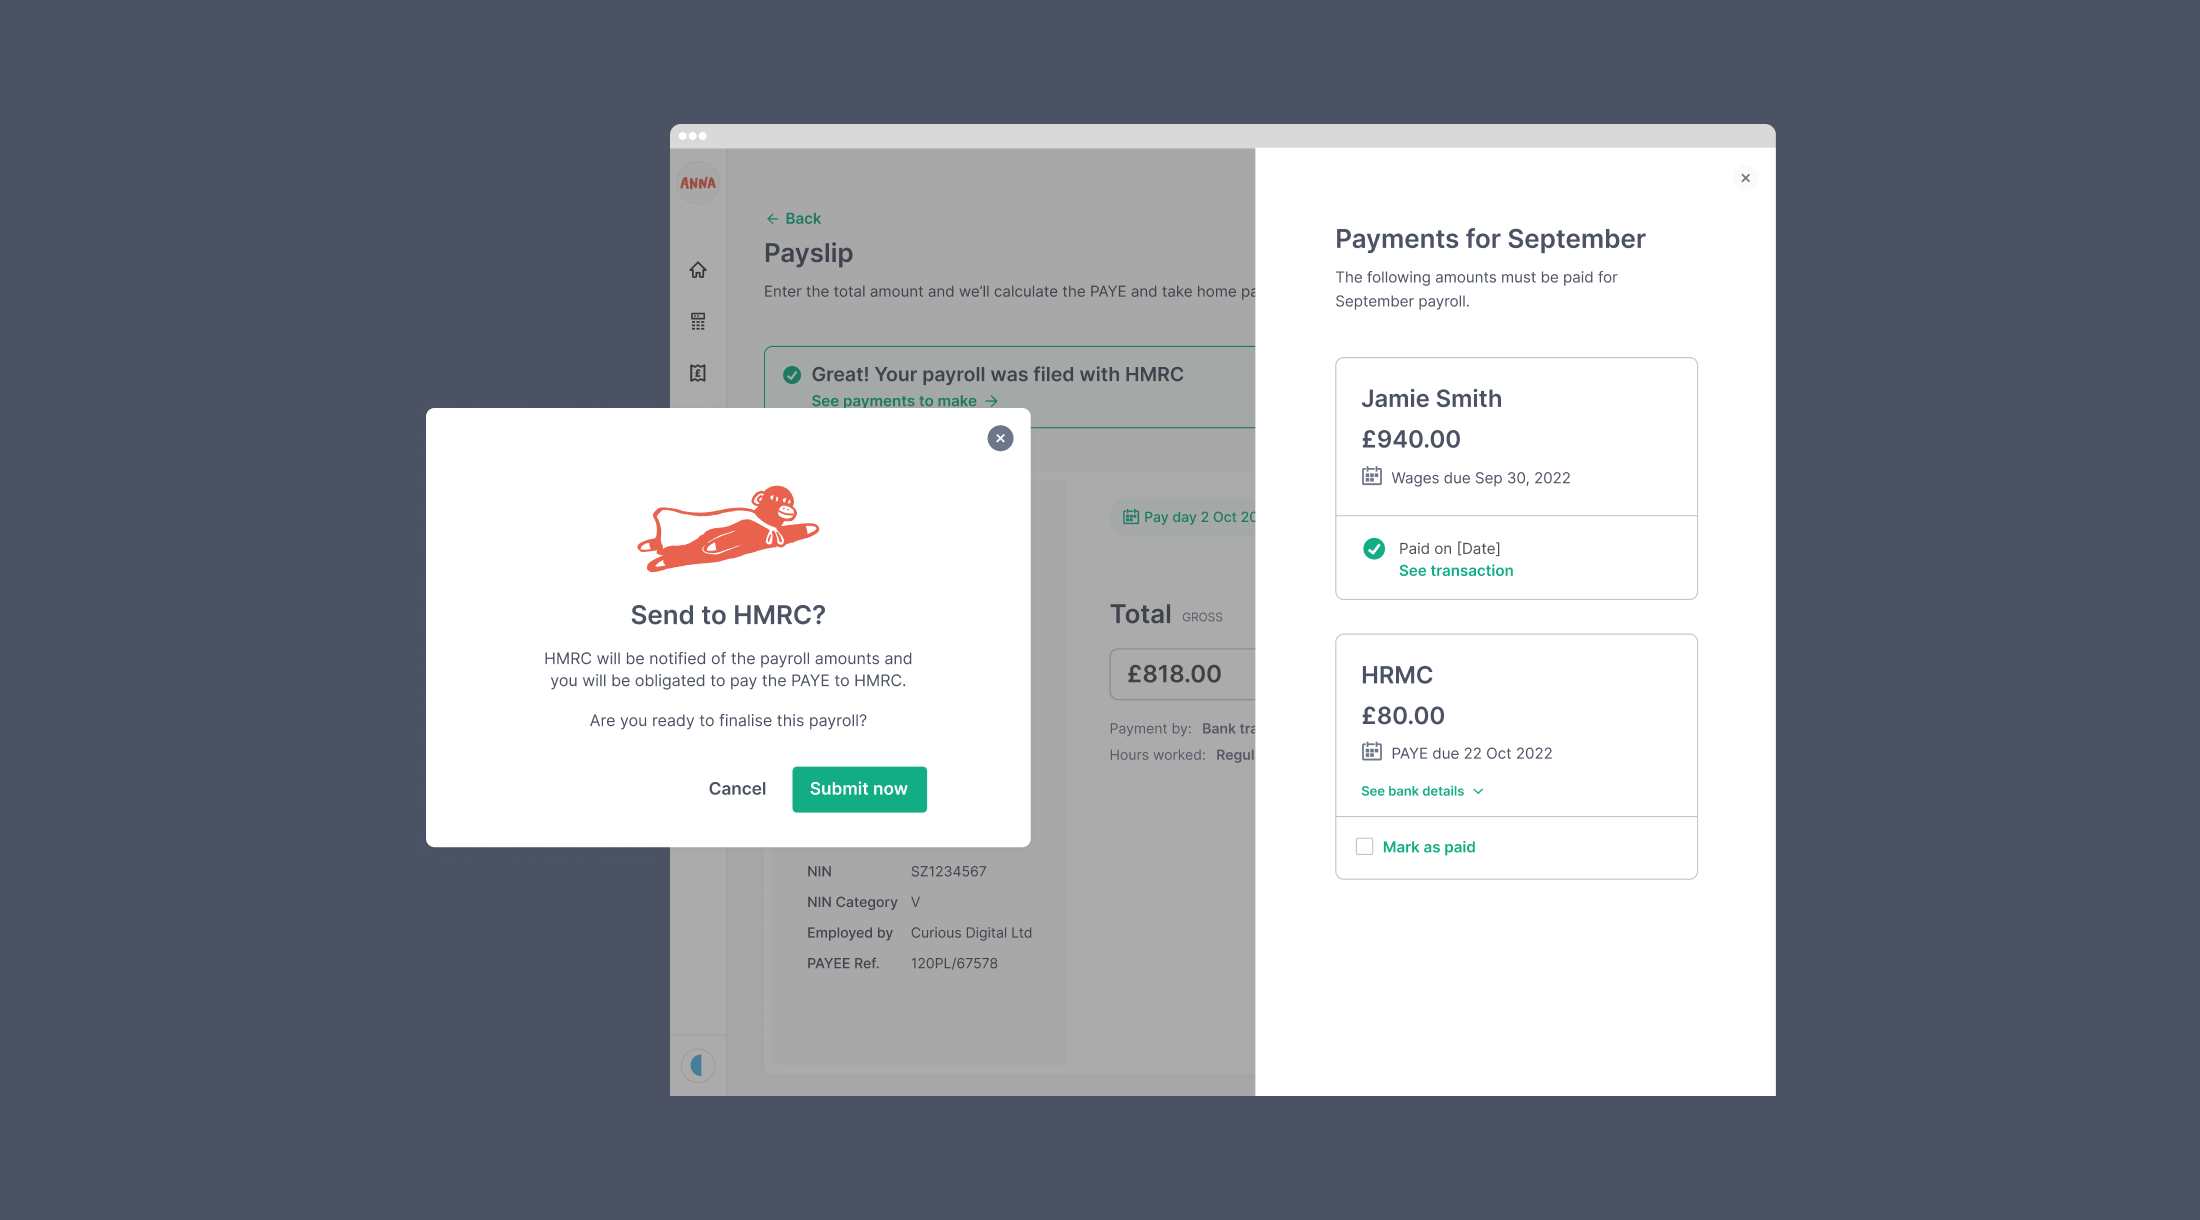 ANNA
Back
Payslip
Enter the total amount and we'll calculate the PAYE and take home pa
Great! Your payroll was filed with HMRC
See payments to make
Send to HMRC?
HMRC will be notified of the payroll amounts and
you will be obligated to pay the PAYE to HMRC.
Are you ready to finalise this payroll?
Cancel
Submit now
Pay day 2 Oct 20
Total GROSS
£818.00
Payment by: Bank tra
Hours worked: Regul
NIN SZ1234567
NIN Category V
Employed by Curious Digital Ltd
PAYEE Ref. 120PL/67578
Payments for September
The following amounts must be paid for
September payroll.
Jamie Smith
£940.00
Wages due Sep 30, 2022
Paid on [Date]
See transaction
HRMC
£80.00
PAYE due 22 Oct 2022
See bank details
Mark as paid